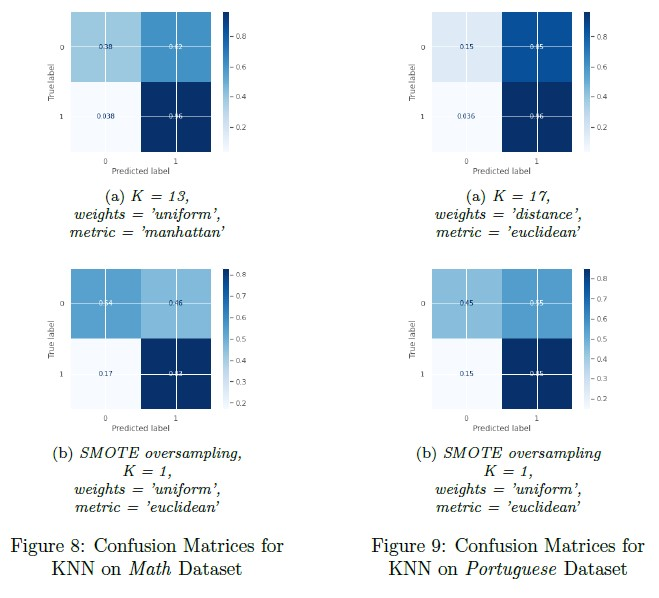 0.8
0.6
0.4
0.2
True label
0
1
0.38
0.62
0.038
0.96
0
1
Predicted label
(a) K = 13,
weights = 'uniform',
metric = 'manhattan'
0.8
0.7
0.6
0.5
0.4
0.3
0.2
True label
0
1
0.54
0.46
0.17
0.83
0
1
Predicted label
(b) SMOTE oversampling,
K = 1,
weights = 'uniform',
metric = 'euclidean'
Figure 8: Confusion Matrices for
KNN on Math Dataset
0.8
0.6
0.4
0.2
True label
0
1
0.15
0.85
0.036
0.96
0
1
Predicted label
(a) K = 17,
weights = 'distance',
metric = 'euclidean'
0.8
0.7
0.6
0.5
0.4
0.3
0.2
True label
0
1
0.45
0.55
0.15
0.85
0
1
Predicted label
(b) SMOTE oversampling
K = 1,
weights = 'uniform',
metric = 'euclidean'
Figure 9: Confusion Matrices for
KNN on Portuguese Dataset